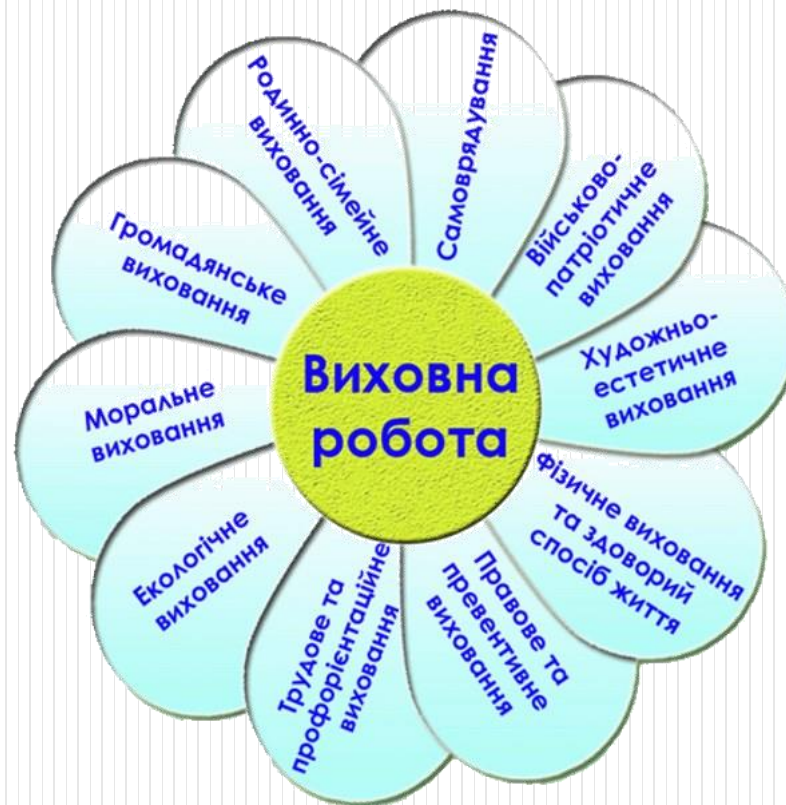 Виховна
робота
Самоврядування
Військово-
патріотичне
виховання
Художньо-
естетичне
виховання
Фізичне виховання
та здоворий
спосіб життя
Правове та
превентивне
виховання
Трудове та
профорієнтаційне
виховання
Екологічне
виховання
Моральне
виховання
Громадянське
виховання
Родинно-сімейне
виховання